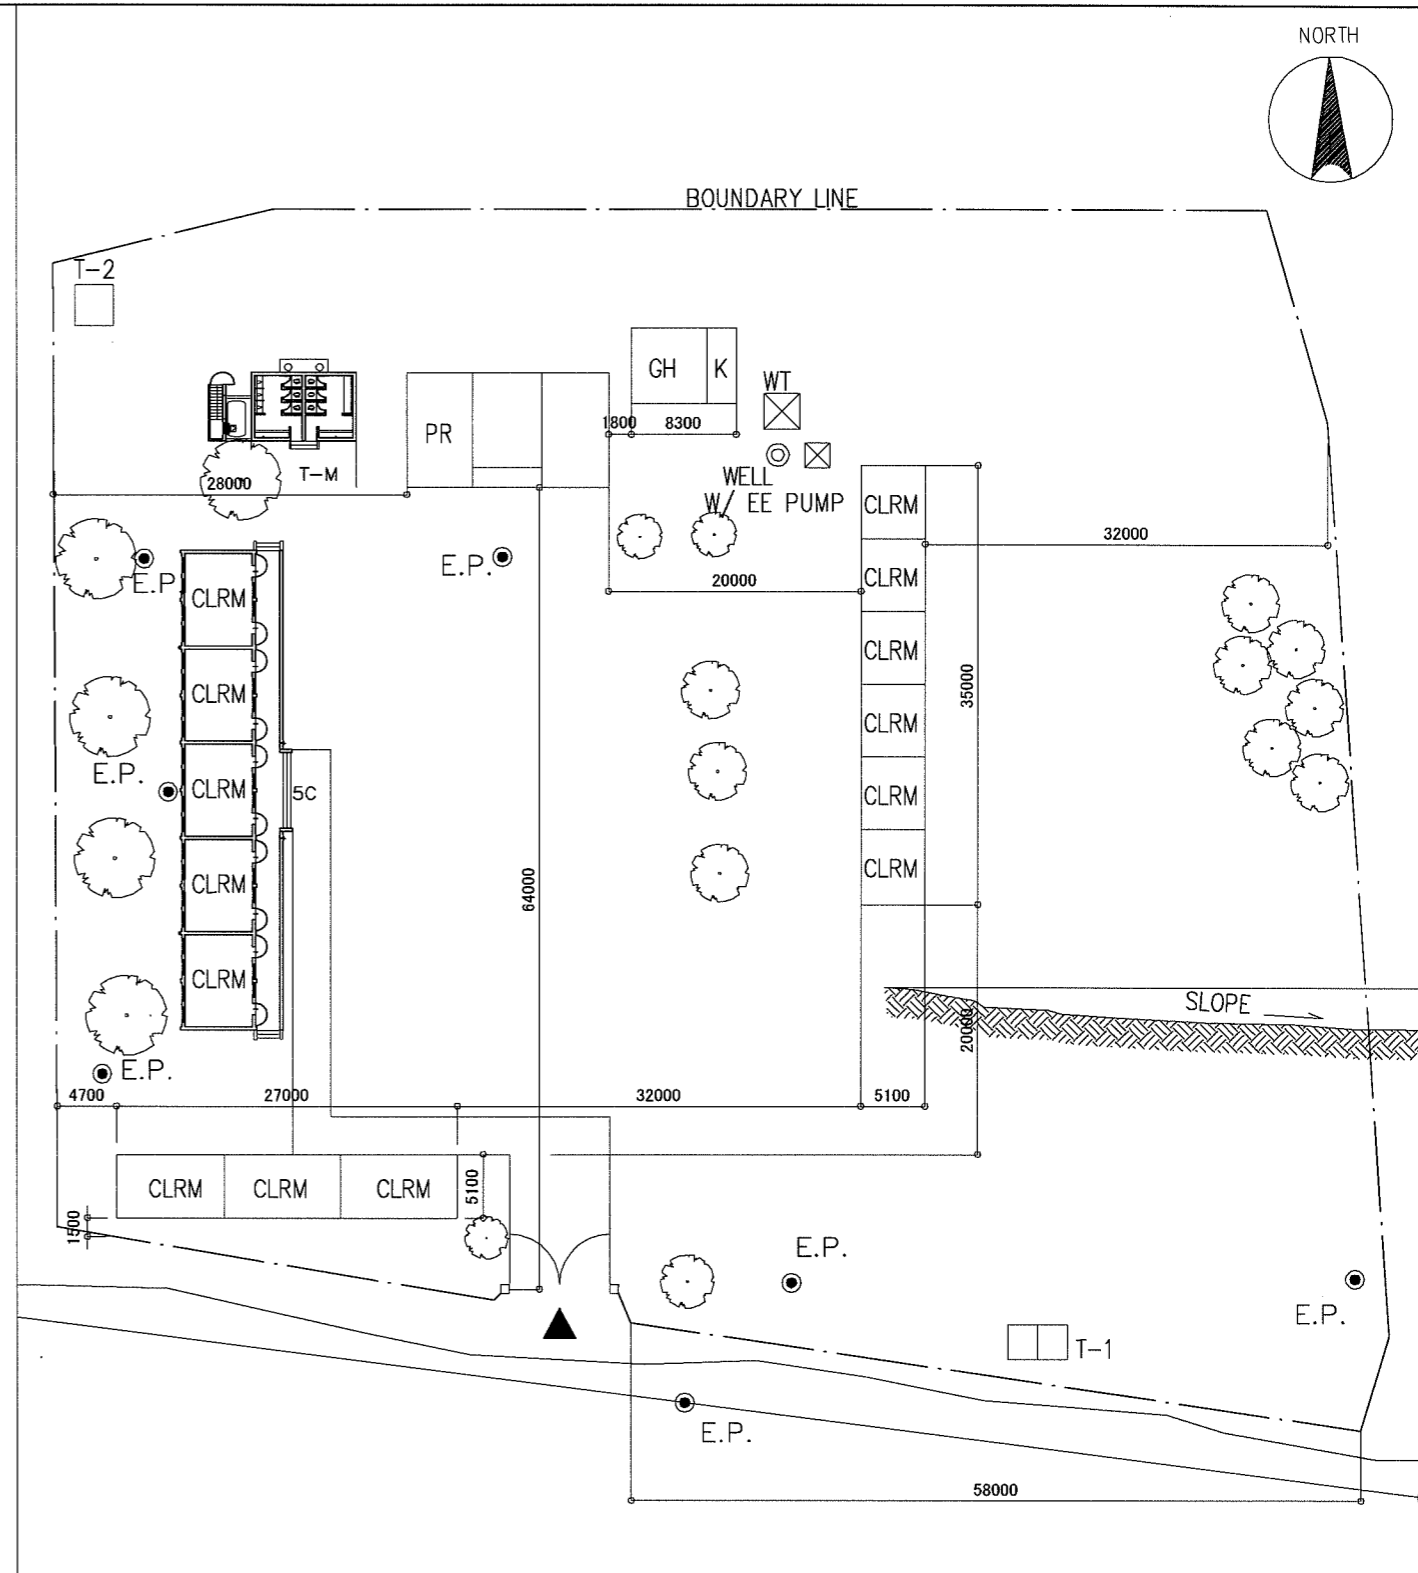 NORTH
BOUNDARY LINE
T-2
GH
K
WT
1800
8300
PR
T-M
28000
WELL
W EE PUMP
CLRM
32000
E.P.
E.P
CLRM
20000
CLRM
CLRM
CLRM
35000
CLRM
CLRM
E.P.
CLRM
5C
CLRM
CLRM
CLRM
64000
CLRM
SLOPE
20000
E.P.
4700
27000
32000
5100
CLRM
CLRM
CLRM
5100
1500
E.P.
E.P.
T-1
E.P.
58000